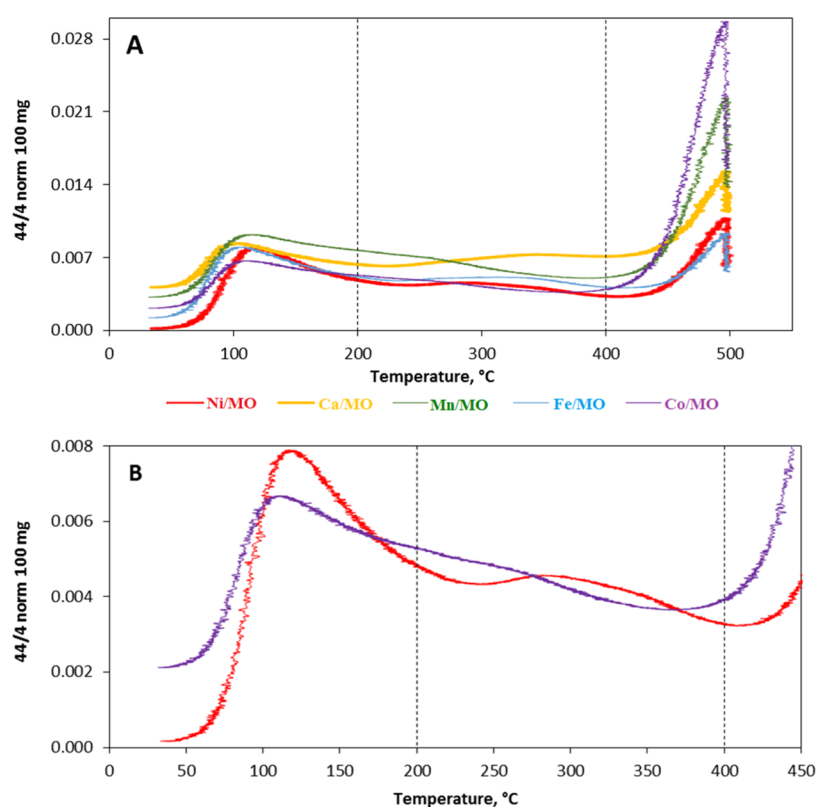 A
44/4 norm 100 mg
0.028
0.021
0.014
0.007
0.000
0 100 200 300 400 500
Temperature, °C
Ni/MO Ca/MO Mn/MO Fe/MO Co/MO
B
44/4 norm 100 mg
0.008
0.006
0.004
0.002
0.000
0 50 100 150 200 250 300 350 400 450
Temperature, °C